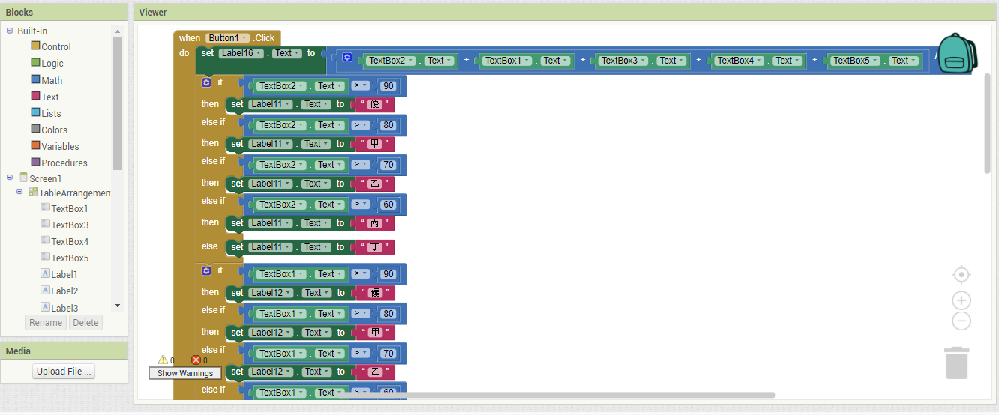 Blocks
Built-in
Control
Logic
Math
Text
Lists
Colors
Variables
Procedures
Screen1
TableArrangemen
TextBox1
TextBox3
TextBox4
TextBox5
Label1
Label2
Label3
Rename Delete
Media
Upload File ...
Viewer
when Button1 .Click
do set Label16 . Text to TextBox2 . Text + TextBox1 . Text + TextBox3 . Text + TextBox4 . Text + TextBox5 . Text /
if TextBox2 . Text > 90
then set Label11 . Text to “ 優 ”
else if TextBox2 . Text > 80
then set Label11 . Text to “ 甲 ”
else if TextBox2 . Text > 70
then set Label11 . Text to “ 乙 ”
else if TextBox2 . Text > 60
then set Label11 . Text to “ 丙 ”
else set Label11 . Text to “ 丁 ”
if TextBox1 . Text > 90
then set Label12 . Text to “ 優 ”
else if TextBox1 . Text > 80
then set Label12 . Text to “ 甲 ”
else if TextBox1 . Text > 70
set Label12 . Text to “ 乙 ”
else if TextBox1 . Text > 60
0 0
Show Warnings